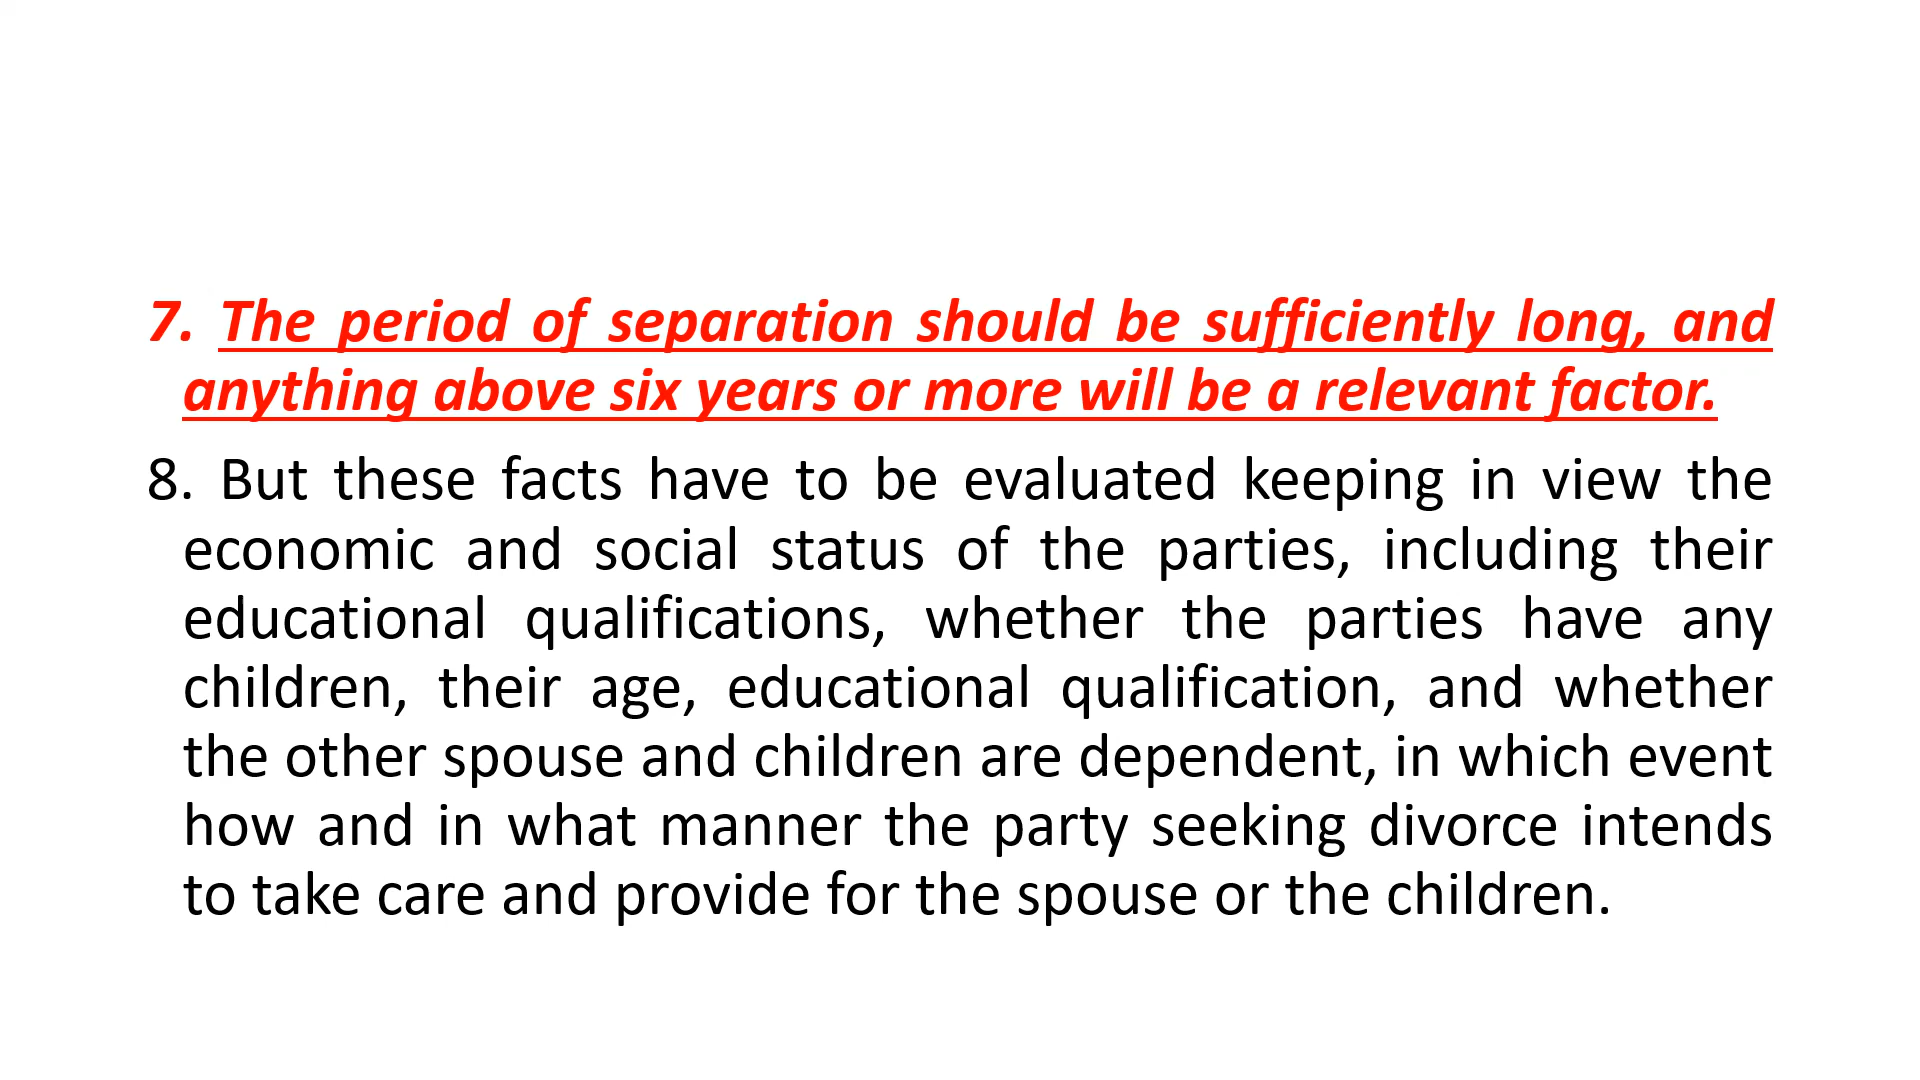 7. The period of separation should be sufficiently long, and
anything above six years or more will be a relevant factor.
8. But these facts have to be evaluated keeping in view the
economic and social status of the parties, including their
educational qualifications, whether the parties have any
children, their age, educational qualification, and whether
the other spouse and children are dependent, in which event
how and in what manner the party seeking divorce intends
to take care and provide for the spouse or the children.